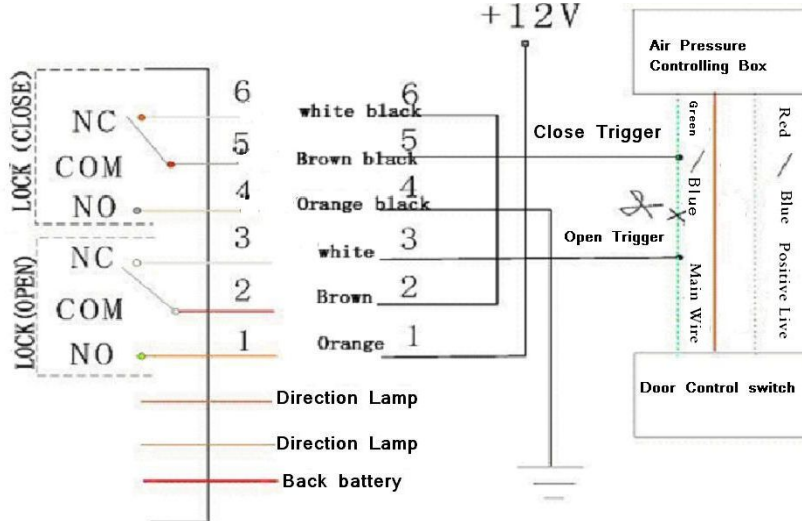 +12V
Air Pressure
Controlling Box
LOCK (CLOSE)
NC
COM
NO
6
5
4
white black
6
Brown black
5
Orange black
4
Close Trigger
Green / Blue
Main Wire
Red / Blue
Positive Live
LOCK(OPEN)
NC
COM
NO
3
2
1
white
3
Brown
2
Orange
1
Open Trigger
Door Control switch
Direction Lamp
Direction Lamp
Back battery